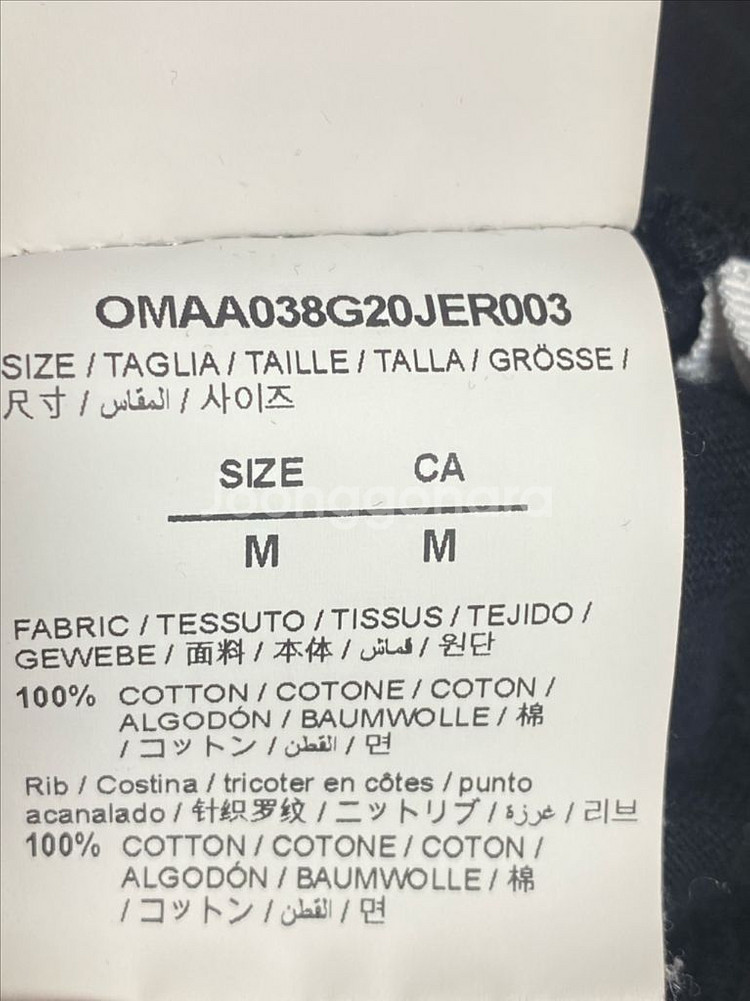 OMAA038G20JER003
SIZE / TAGLIA / TAILLE / TALLA / GRÖSSE /
尺寸 / المقاس / 사이즈
SIZE CA
Joonggonara
M M
FABRIC / TESSUTO / TISSUS / TEJIDO /
GEWEBE / 面料 / 本体 / قماش / 원단
100% COTTON / COTONE / COTON /
ALGODÓN / BAUMWOLLE / 棉
/ コットン / القطن / 면
Rib / Costina / tricoter en côtes / punto
acanalado / 针织罗纹 / ニットリブ / غرزة / 리브
100% COTTON / COTONE / COTON /
ALGODÓN / BAUMWOLLE / 棉
/ コットン / القطن / 면